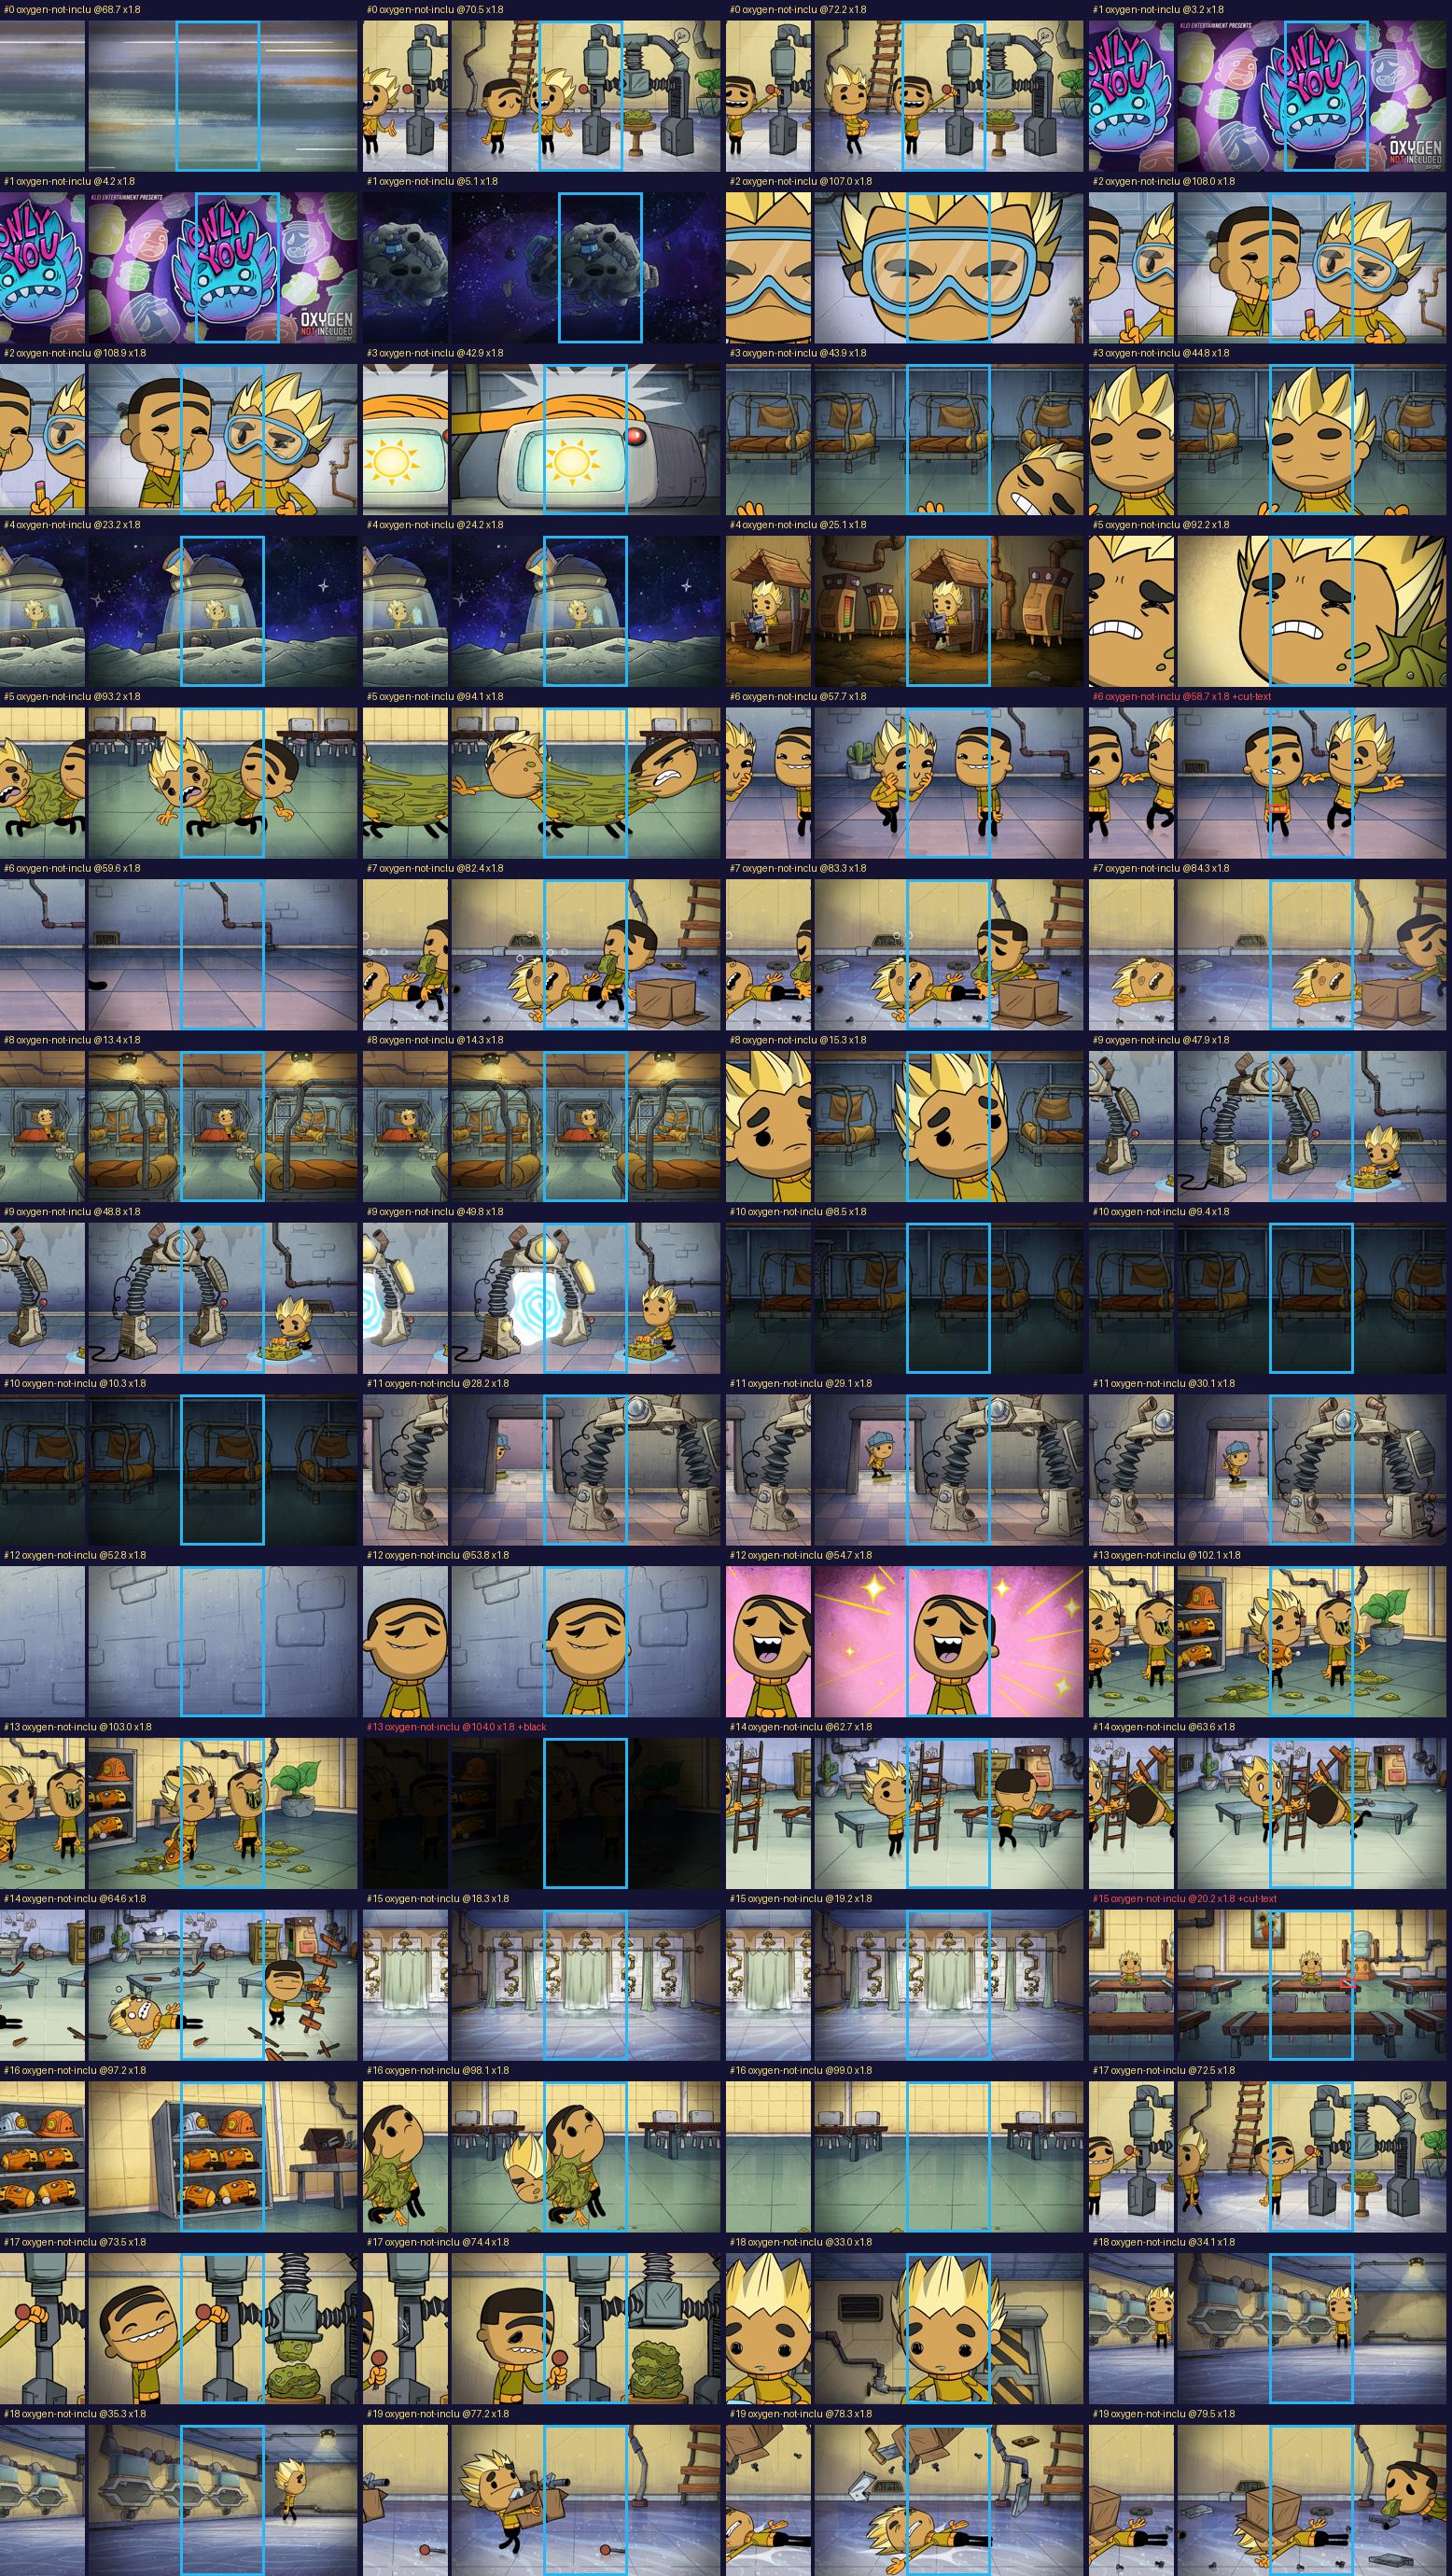 #0 oxygen-not-inclu @68.7 x1.8
#0 oxygen-not-inclu @70.5 x1.8
#0 oxygen-not-inclu @72.2 x1.8
#1 oxygen-not-inclu @3.2 x1.8
ONLY YOU
KLEI ENTERTAINMENT PRESENTS
ONLY YOU
OXYGEN
NOT INCLUDED
#1 oxygen-not-inclu @4.2 x1.8
#1 oxygen-not-inclu @5.1 x1.8
#2 oxygen-not-inclu @107.0 x1.8
#2 oxygen-not-inclu @108.0 x1.8
ONLY YOU
KLEI ENTERTAINMENT PRESENTS
ONLY YOU
OXYGEN
NOT INCLUDED
#2 oxygen-not-inclu @108.9 x1.8
#3 oxygen-not-inclu @42.9 x1.8
#3 oxygen-not-inclu @43.9 x1.8
#3 oxygen-not-inclu @44.8 x1.8
#4 oxygen-not-inclu @23.2 x1.8
#4 oxygen-not-inclu @24.2 x1.8
#4 oxygen-not-inclu @25.1 x1.8
#5 oxygen-not-inclu @92.2 x1.8
#5 oxygen-not-inclu @93.2 x1.8
#5 oxygen-not-inclu @94.1 x1.8
#6 oxygen-not-inclu @57.7 x1.8
#6 oxygen-not-inclu @58.7 x1.8 +cut-text
#6 oxygen-not-inclu @59.6 x1.8
#7 oxygen-not-inclu @82.4 x1.8
#7 oxygen-not-inclu @83.3 x1.8
#7 oxygen-not-inclu @84.3 x1.8
#8 oxygen-not-inclu @13.4 x1.8
#8 oxygen-not-inclu @14.3 x1.8
#8 oxygen-not-inclu @15.3 x1.8
#9 oxygen-not-inclu @47.9 x1.8
#9 oxygen-not-inclu @48.8 x1.8
#9 oxygen-not-inclu @49.8 x1.8
#10 oxygen-not-inclu @8.5 x1.8
#10 oxygen-not-inclu @9.4 x1.8
#10 oxygen-not-inclu @10.3 x1.8
#11 oxygen-not-inclu @28.2 x1.8
#11 oxygen-not-inclu @29.1 x1.8
#11 oxygen-not-inclu @30.1 x1.8
#12 oxygen-not-inclu @52.8 x1.8
#12 oxygen-not-inclu @53.8 x1.8
#12 oxygen-not-inclu @54.7 x1.8
#13 oxygen-not-inclu @102.1 x1.8
#13 oxygen-not-inclu @103.0 x1.8
#13 oxygen-not-inclu @104.0 x1.8 +black
#14 oxygen-not-inclu @62.7 x1.8
#14 oxygen-not-inclu @63.6 x1.8
#14 oxygen-not-inclu @64.6 x1.8
#15 oxygen-not-inclu @18.3 x1.8
#15 oxygen-not-inclu @19.2 x1.8
#15 oxygen-not-inclu @20.2 x1.8 +cut-text
#16 oxygen-not-inclu @97.2 x1.8
#16 oxygen-not-inclu @98.1 x1.8
#16 oxygen-not-inclu @99.0 x1.8
#17 oxygen-not-inclu @72.5 x1.8
#17 oxygen-not-inclu @73.5 x1.8
#17 oxygen-not-inclu @74.4 x1.8
#18 oxygen-not-inclu @33.0 x1.8
#18 oxygen-not-inclu @34.1 x1.8
#18 oxygen-not-inclu @35.3 x1.8
#19 oxygen-not-inclu @77.2 x1.8
#19 oxygen-not-inclu @78.3 x1.8
#19 oxygen-not-inclu @79.5 x1.8